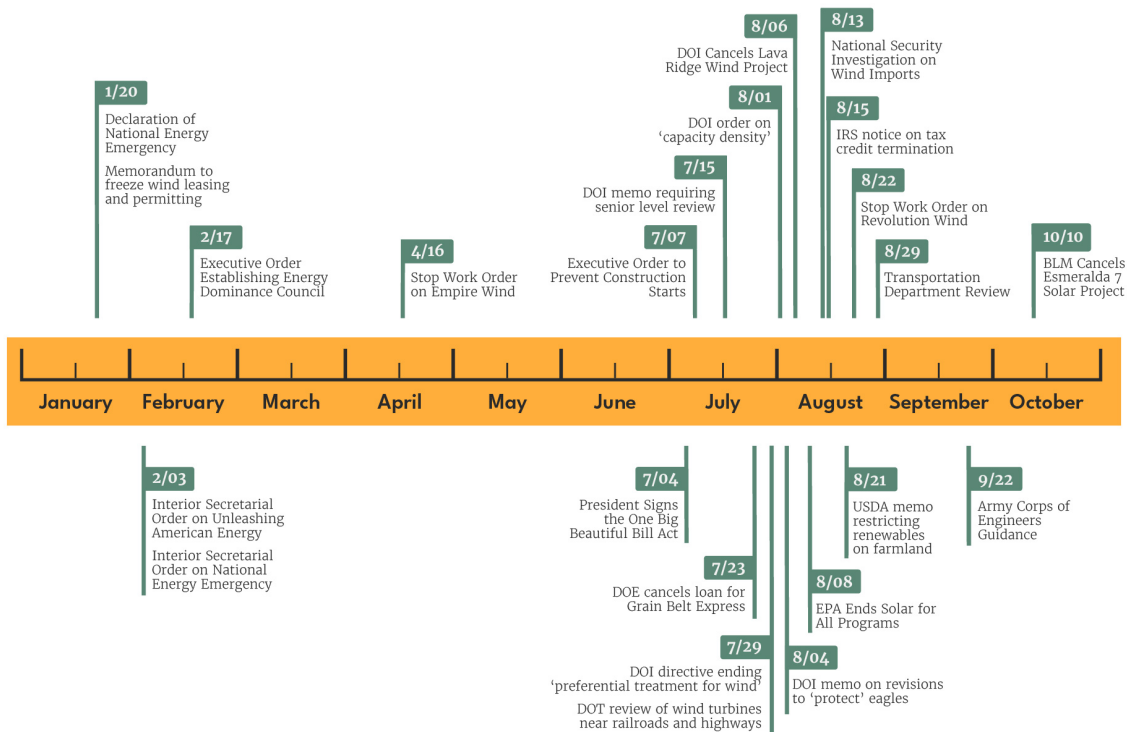 1/20
Declaration of
National Energy
Emergency
Memorandum to
freeze wind leasing
and permitting
2/17
Executive Order
Establishing Energy
Dominance Council
4/16
Stop Work Order
on Empire Wind
7/07
Executive Order to
Prevent Construction
Starts
7/15
DOI memo requiring
senior level review
8/01
DOI order on
‘capacity density’
8/06
DOI Cancels Lava
Ridge Wind Project
8/13
National Security
Investigation on
Wind Imports
8/15
IRS notice on tax
credit termination
8/22
Stop Work Order on
Revolution Wind
8/29
Transportation
Department Review
10/10
BLM Cancels
Esmeralda 7
Solar Project
January February March April May June July August September October
2/03
Interior Secretarial
Order on Unleashing
American Energy
Interior Secretarial
Order on National
Energy Emergency
7/04
President Signs
the One Big
Beautiful Bill Act
7/23
DOE cancels loan for
Grain Belt Express
7/29
DOI directive ending
‘preferential treatment for wind’
DOT review of wind turbines
near railroads and highways
8/04
DOI memo on revisions
to ‘protect’ eagles
8/08
EPA Ends Solar for
All Programs
8/21
USDA memo
restricting
renewables
on farmland
9/22
Army Corps of
Engineers
Guidance